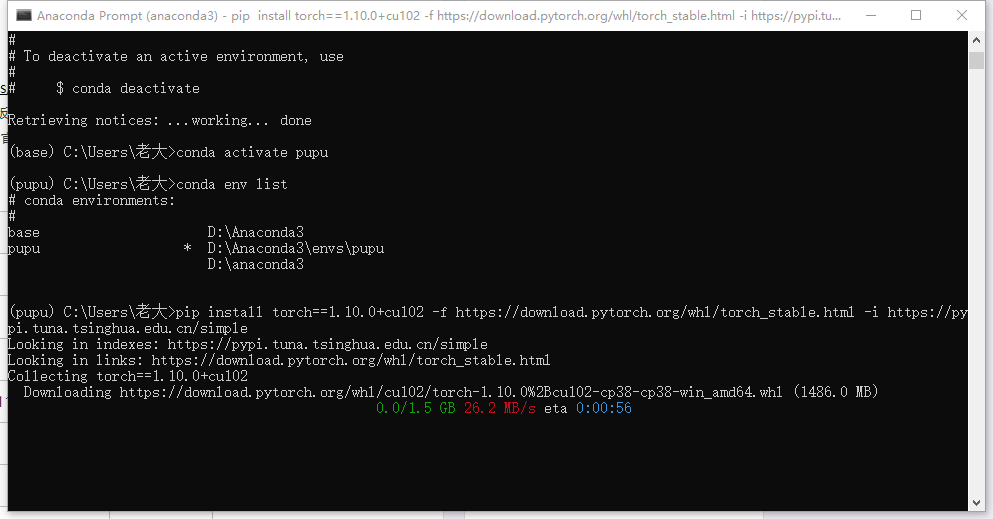 Anaconda Prompt (anaconda3) - pip  install torch==1.10.0+cu102 -f https://download.pytorch.org/whl/torch_stable.html -i https://pypi.tu...
#
# To deactivate an active environment, use
#
#     $ conda deactivate
Retrieving notices: ...working... done
(base) C:\Users\老大>conda activate pupu
(pupu) C:\Users\老大>conda env list
# conda environments:
#
base                     D:\Anaconda3
pupu                  *  D:\Anaconda3\envs\pupu
                         D:\anaconda3
(pupu) C:\Users\老大>pip install torch==1.10.0+cu102 -f https://download.pytorch.org/whl/torch_stable.html -i https://py
pi.tuna.tsinghua.edu.cn/simple
Looking in indexes: https://pypi.tuna.tsinghua.edu.cn/simple
Looking in links: https://download.pytorch.org/whl/torch_stable.html
Collecting torch==1.10.0+cu102
  Downloading https://download.pytorch.org/whl/cu102/torch-1.10.0%2Bcu102-cp38-cp38-win_amd64.whl (1486.0 MB)
0.0/1.5 GB 26.2 MB/s eta 0:00:56